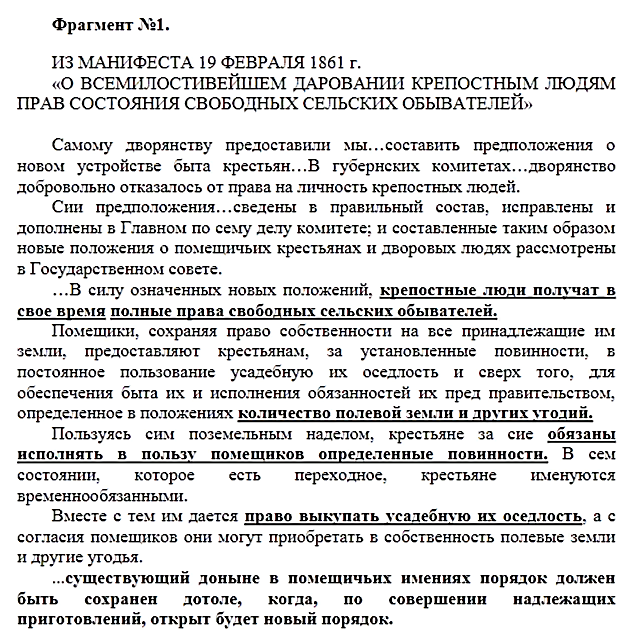 Фрагмент №1.
ИЗ МАНИФЕСТА 19 ФЕВРАЛЯ 1861 г.
«О ВСЕМИЛОСТИВЕЙШЕМ ДАРОВАНИИ КРЕПОСТНЫМ ЛЮДЯМ
ПРАВ СОСТОЯНИЯ СВОБОДНЫХ СЕЛЬСКИХ ОБЫВАТЕЛЕЙ»
Самому дворянству предоставили мы…составить предположения о
новом устройстве быта крестьян…В губернских комитетах…дворянство
добровольно отказалось от права на личность крепостных людей.
Сии предположения…сведены в правильный состав, исправлены и
дополнены в Главном по сему делу комитете; и составленные таким образом
новые положения о помещичьих крестьянах и дворовых людях рассмотрены
в Государственном совете.
…В силу означенных новых положений, крепостные люди получат в
свое время полные права свободных сельских обывателей.
Помещики, сохраняя право собственности на все принадлежащие им
земли, предоставляют крестьянам, за установленные повинности, в
постоянное пользование усадебную их оседлость и сверх того, для
обеспечения быта их и исполнения обязанностей их пред правительством,
определенное в положениях количество полевой земли и других угодий.
Пользуясь сим поземельным наделом, крестьяне за сие обязаны
исполнять в пользу помещиков определенные повинности. В сем
состоянии, которое есть переходное, крестьяне именуются
временнообязанными.
Вместе с тем им дается право выкупать усадебную их оседлость, а с
согласия помещиков они могут приобретать в собственность полевые земли
и другие угодья.
...существующий доныне в помещичьих имениях порядок должен
быть сохранен дотоле, когда, по совершении надлежащих
приготовлений, открыт будет новый порядок.